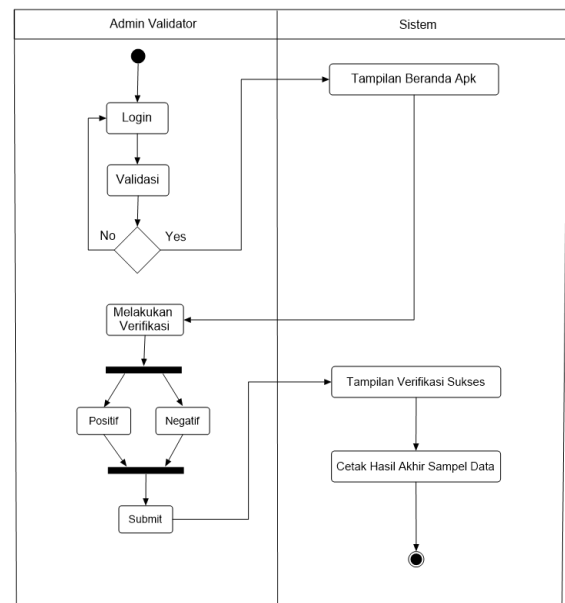 Admin Validator
Sistem
Tampilan Beranda Apk
Login
Validasi
No
Yes
Melakukan
Verifikasi
Tampilan Verifikasi Sukses
Positif
Negatif
Cetak Hasil Akhir Sampel Data
Submit